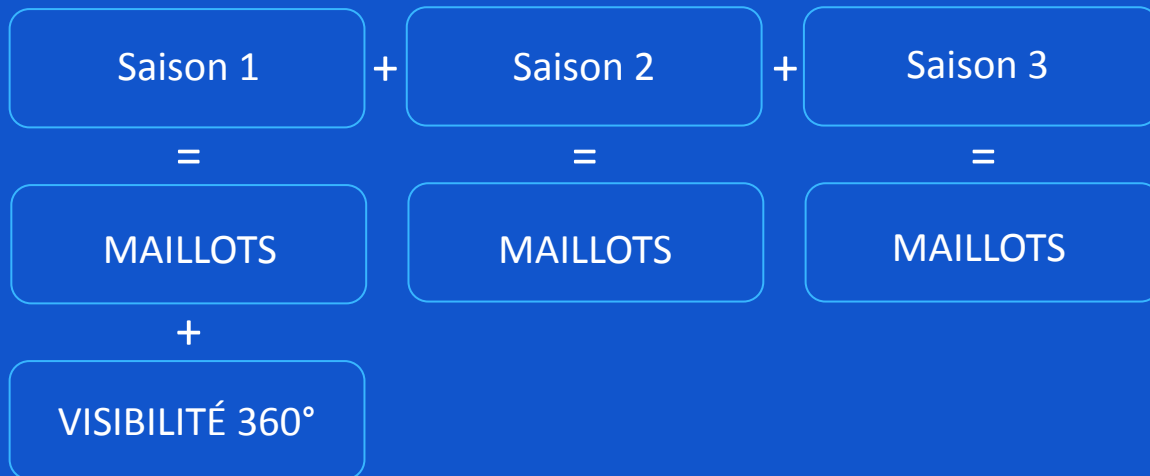 Saison 1 + Saison 2 + Saison 3
= = =
MAILLOTS MAILLOTS MAILLOTS
+
VISIBILITÉ 360°